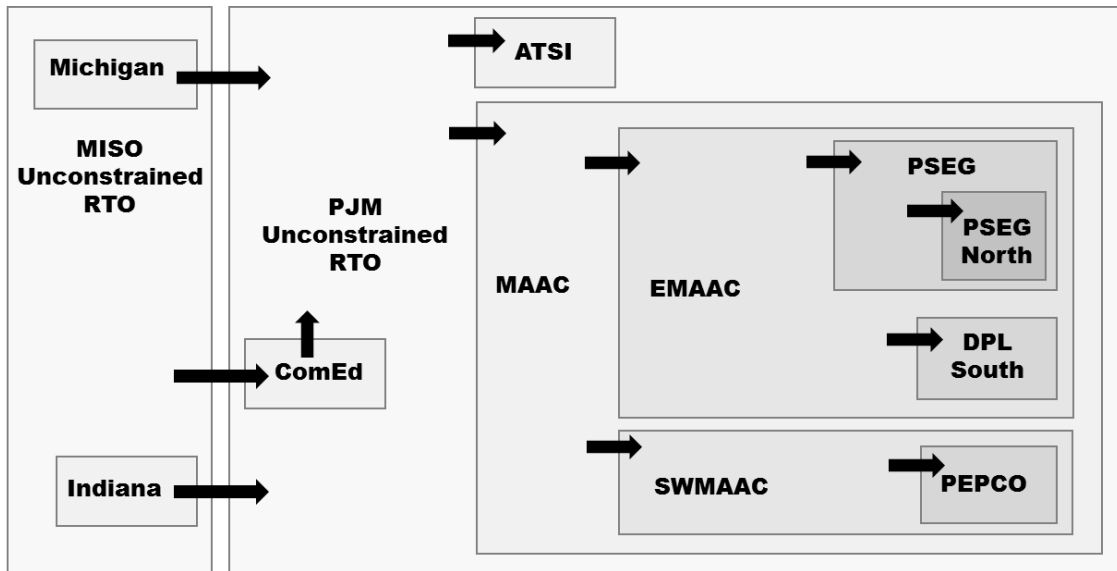 Michigan
MISO
Unconstrained
RTO
Indiana
PJM
Unconstrained
RTO
ComEd
ATSI
MAAC
EMAAC
PSEG
PSEG
North
DPL
South
SWMAAC
PEPCO